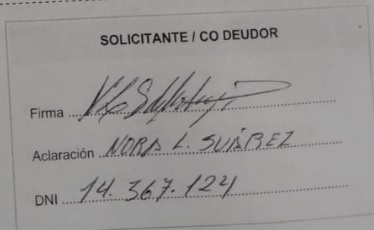 SOLICITANTE / CO DEUDOR
Firma
Aclaración NORA L. SUÁREZ
DNI 14.367.124